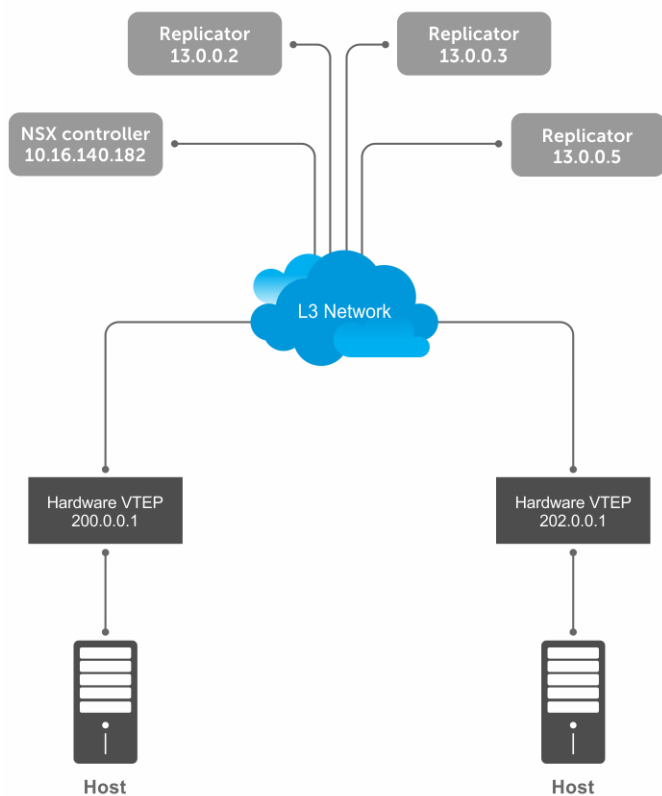 Replicator
13.0.0.2
Replicator
13.0.0.3
NSX controller
10.16.140.182
Replicator
13.0.0.5
L3 Network
Hardware VTEP
200.0.0.1
Hardware VTEP
202.0.0.1
Host
Host